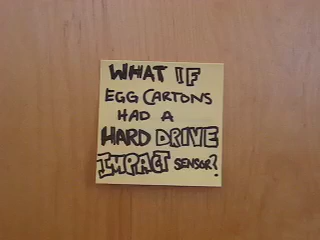 WHAT IF
EGG CARTONS
HAD A
HARD DRIVE
IMPACT SENSOR?